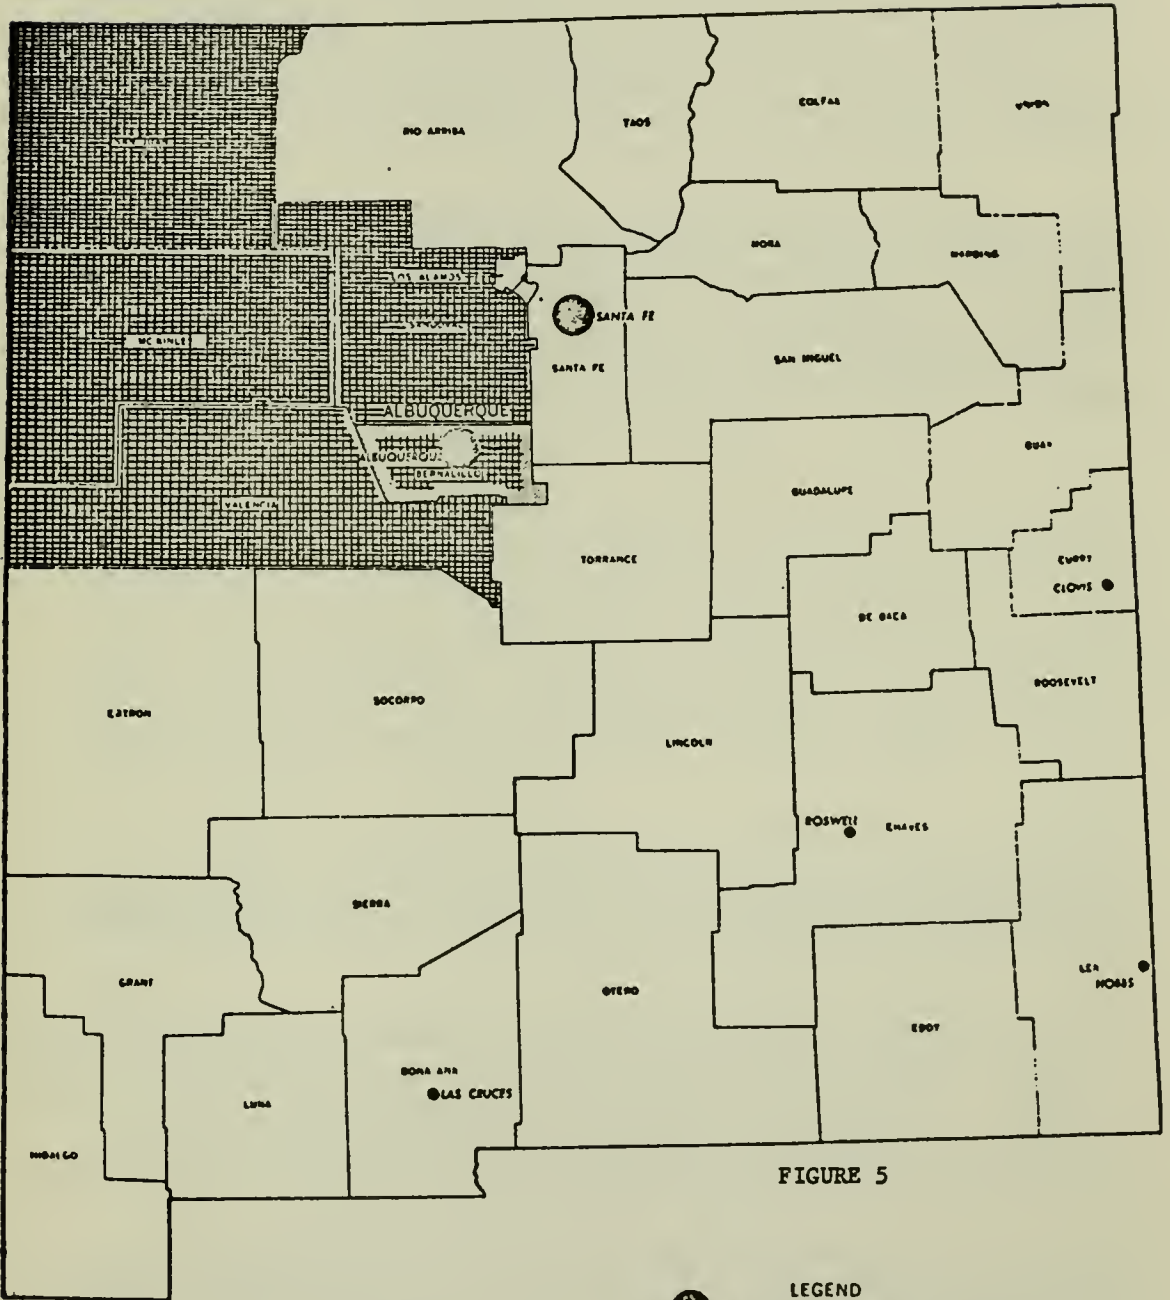 RIO ARRIBA
TAOS
COLFAX
UNION
SAN JUAN
MORA
HARDING
LOS ALAMOS
SANTA FE
SANDOVAL
MC KINLEY
SANTA FE
SAN MIGUEL
ALBUQUERQUE
ALBUQUERQUE
BERNALILLO
QUAY
GUADALUPE
VALENCIA
TORRANCE
CURRY
CLOVIS
DE BACA
ROOSEVELT
CATRON
SOCORRO
LINCOLN
ROSWELL
CHAVES
SIERRA
GRANT
OTERO
LEA
HOBBS
EDDY
DONA ANA
LAS CRUCES
LUNA
HIDALGO
FIGURE 5
LEGEND